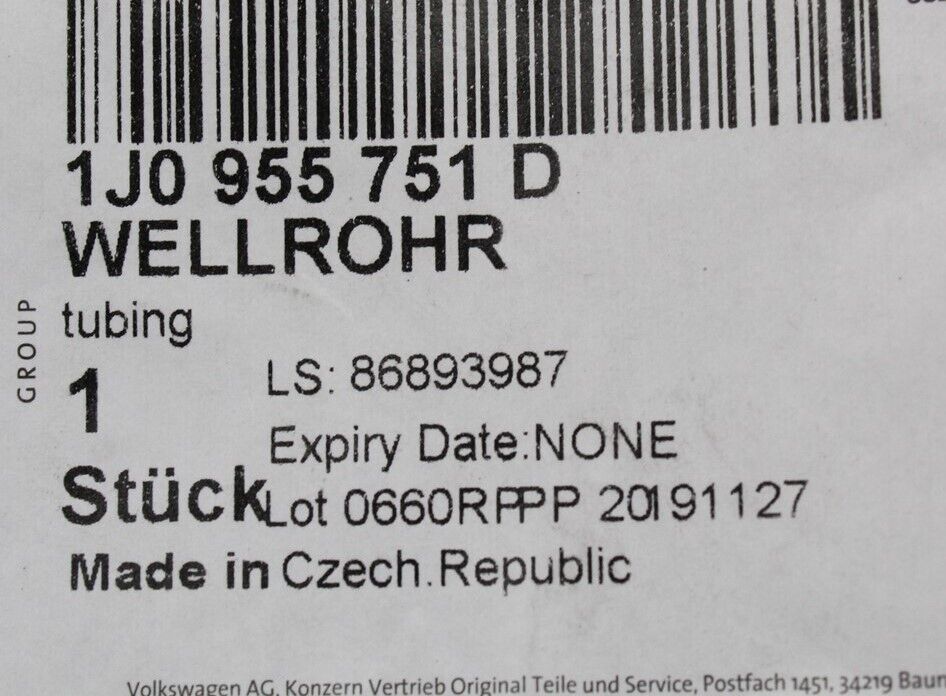 1J0 955 751 D
WELLROHR
tubing
GROUP
1
LS: 86893987
Expiry Date:NONE
Stück
Lot 0660RPPP 20191127
Made in Czech.Republic
Volkswagen AG, Konzern Vertrieb Original Teile und Service, Postfach 1451, 34219